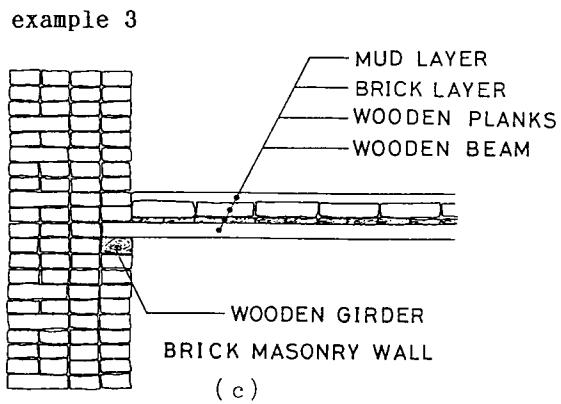 example 3
MUD LAYER
BRICK LAYER
WOODEN PLANKS
WOODEN BEAM
WOODEN GIRDER
BRICK MASONRY WALL
(c)